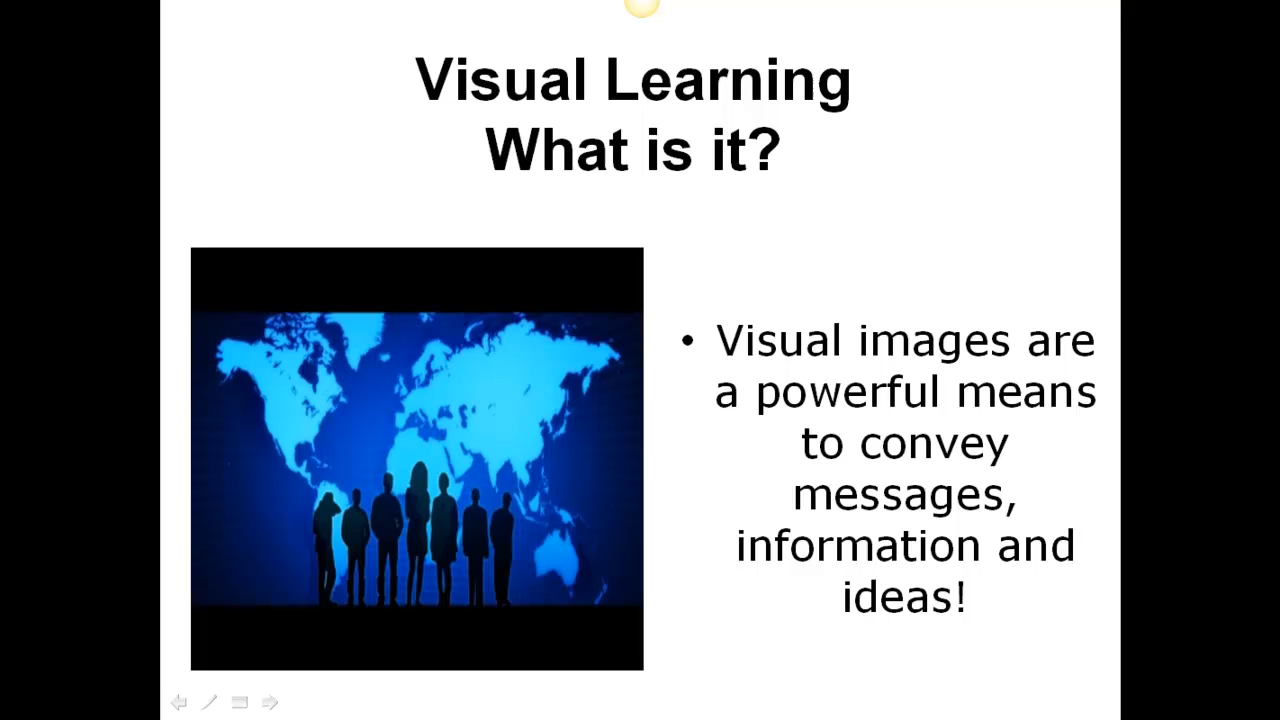 Visual Learning
What is it?
• Visual images are
a powerful means
to convey
messages,
information and
ideas!